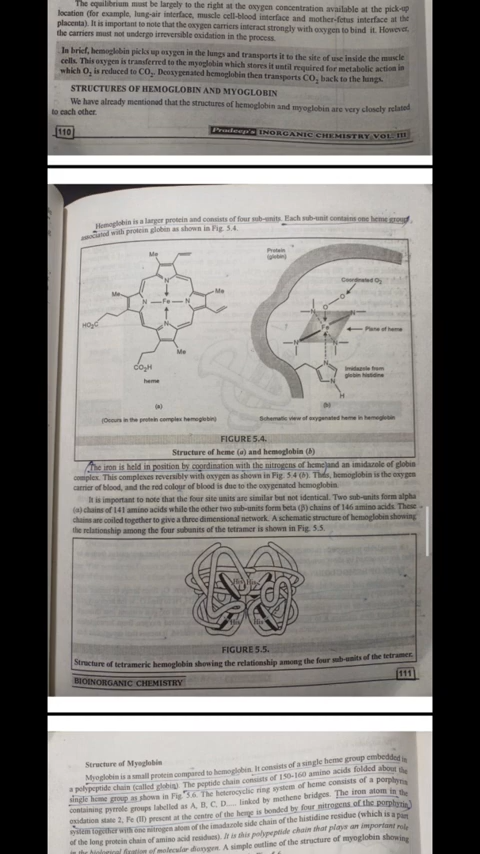 The equilibrium must be largely to the right at the oxygen concentration available at the pick-up
location (for example, lung-air interface, muscle cell-blood interface and mother-fetus interface at the
placenta). It is important to note that the oxygen carriers interact strongly with oxygen to bind it. However,
the carriers must not undergo irreversible oxidation in the process.
In brief, hemoglobin picks up oxygen in the lungs and transports it to the site of use inside the muscle
cells. This oxygen is transferred to the myoglobin which stores it until required for metabolic action in
which O2 is reduced to CO2. Deoxygenated hemoglobin then transports CO2 back to the lungs.
STRUCTURES OF HEMOGLOBIN AND MYOGLOBIN
We have already mentioned that the structures of hemoglobin and myoglobin are very closely related
to each other.
110
Pradeep's INORGANIC CHEMISTRY VOL. III
Hemoglobin is a larger protein and consists of four sub-units. Each sub-unit contains one heme group,
associated with protein globin as shown in Fig. 5.4.
Me
Me
N
N
Fe
N
N
Me
Me
HO2C
CO2H
heme
(a)
(Occurs in the protein complex hemoglobin)
Protein
(globin)
Coordinated O2
O
O
N
N
Fe
N
N
Plane of heme
N
Imidazole from
globin histidine
N
H
(b)
Schematic view of oxygenated heme in hemoglobin
FIGURE 5.4.
Structure of heme (a) and hemoglobin (b)
The iron is held in position by coordination with the nitrogens of heme and an imidazole of globin
complex. This complexes reversibly with oxygen as shown in Fig. 5.4 (b). Thus, hemoglobin is the oxygen
carrier of blood, and the red colour of blood is due to the oxygenated hemoglobin.
It is important to note that the four site units are similar but not identical. Two sub-units form alpha
(α) chains of 141 amino acids while the other two sub-units form beta (β) chains of 146 amino acids. These
chains are coiled together to give a three dimensional network. A schematic structure of hemoglobin showing
the relationship among the four subunits of the tetramer is shown in Fig. 5.5.
His
His
His
His
FIGURE 5.5.
Structure of tetrameric hemoglobin showing the relationship among the four sub-units of the tetramer.
BIOINORGANIC CHEMISTRY
111
Structure of Myoglobin
Myoglobin is a small protein compared to hemoglobin. It consists of a single heme group embedded in
a polypeptide chain (called globin). The peptide chain consists of 150-160 amino acids folded about the
single heme group as shown in Fig. 5.6. The heterocyclic ring system of heme consists of a porphyrin
containing pyrrole groups labelled as A, B, C, D.... linked by methene bridges. The iron atom in the
oxidation state 2, Fe (II) present at the centre of the heme is bonded by four nitrogens of the porphyrin
system together with one nitrogen atom of the imadazole side chain of the histidine residue (which is a part
of the long protein chain of amino acid residues). It is this polypeptide chain that plays an important role
in the biological fixation of molecular dioxygen. A simple outline of the structure of myoglobin showing